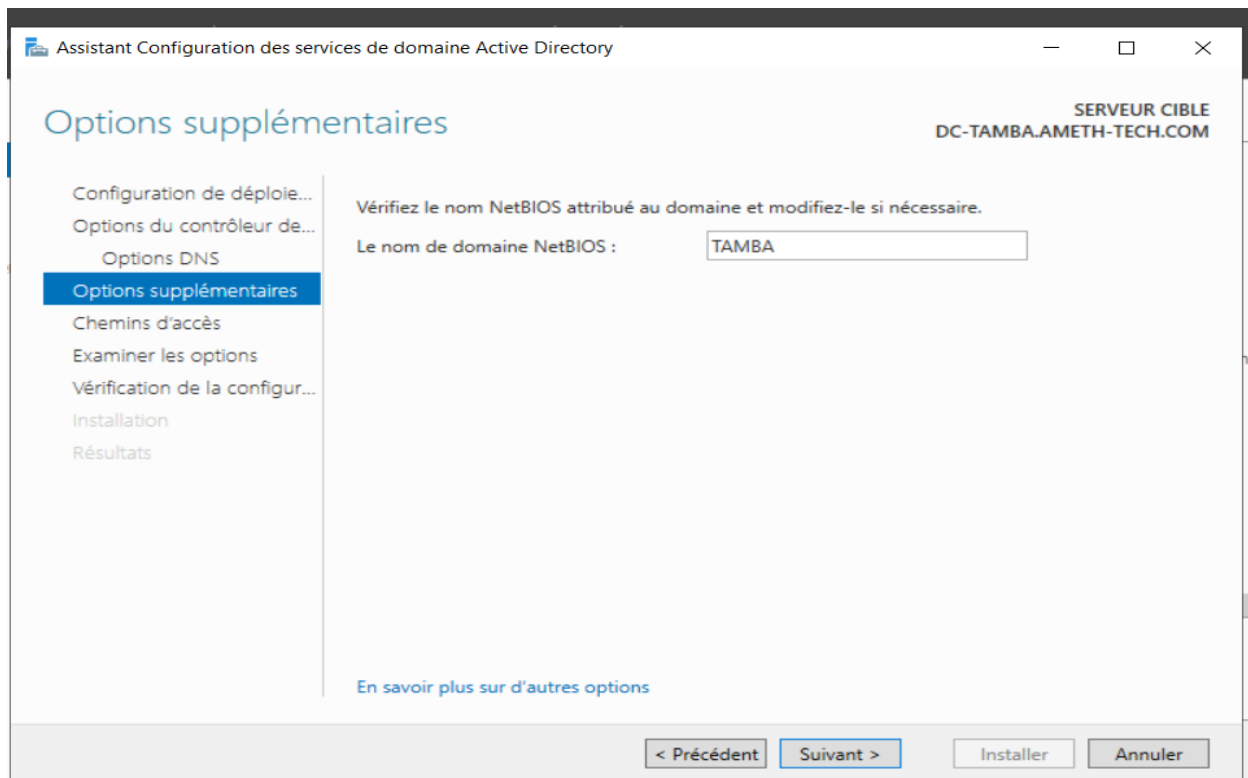 Assistant Configuration des services de domaine Active Directory
Options supplémentaires
SERVEUR CIBLE
DC-TAMBA.AMETH-TECH.COM
Configuration de déploie...
Options du contrôleur de...
Options DNS
Options supplémentaires
Chemins d'accès
Examiner les options
Vérification de la configur...
Installation
Résultats
Vérifiez le nom NetBIOS attribué au domaine et modifiez-le si nécessaire.
Le nom de domaine NetBIOS : TAMBA
En savoir plus sur d'autres options
< Précédent Suivant > Installer Annuler